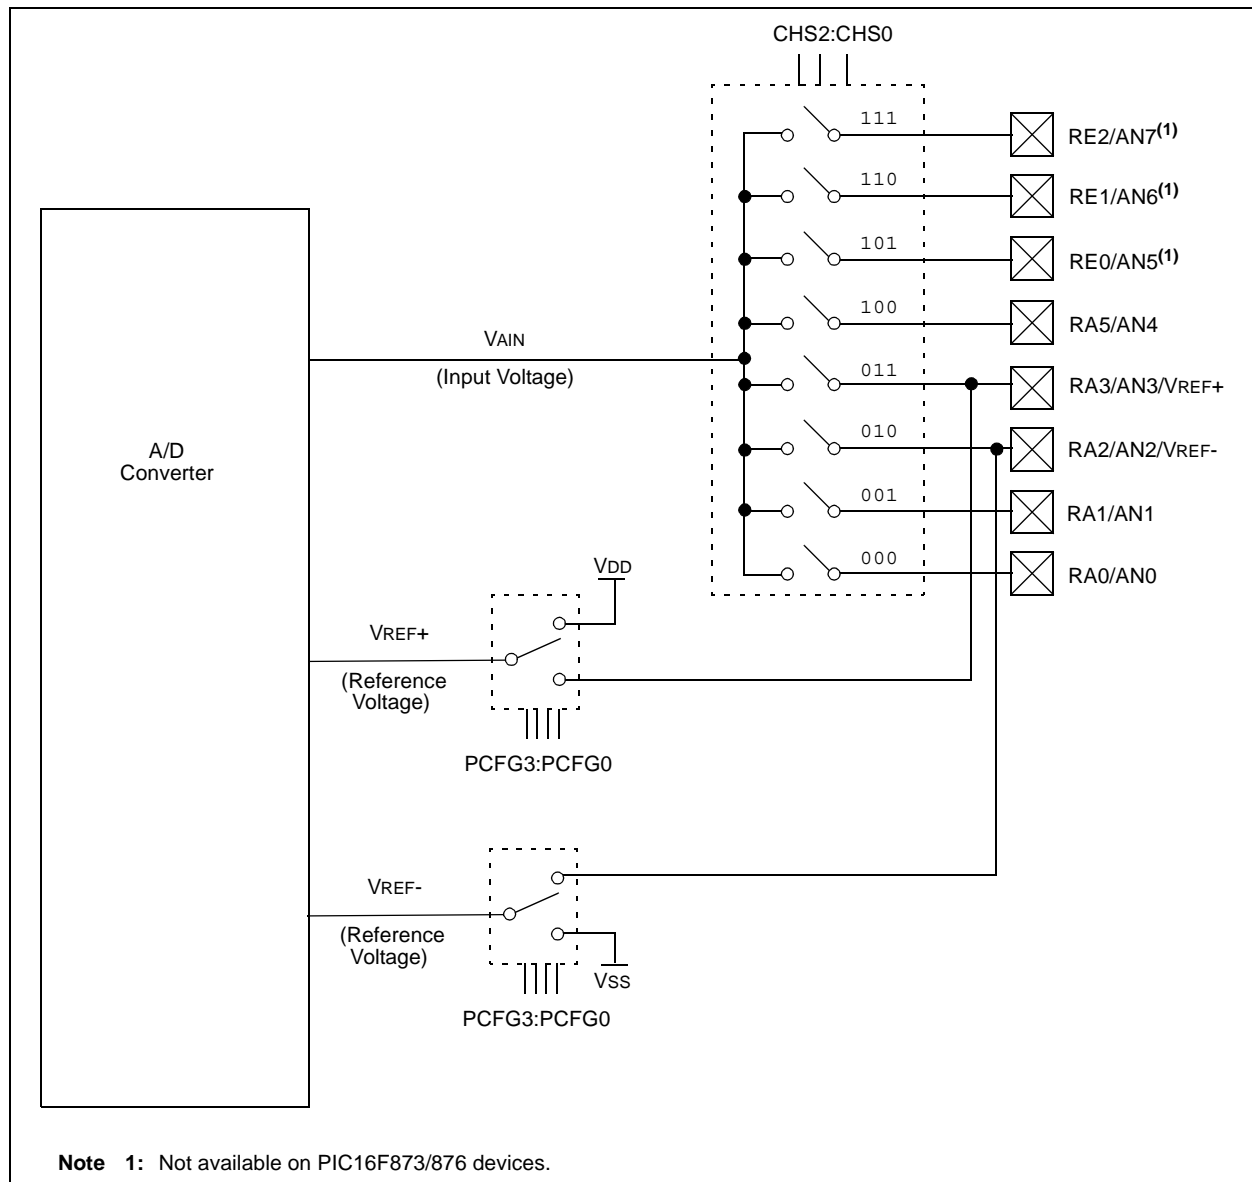 CHS2:CHS0
111
RE2/AN7(1)
110
RE1/AN6(1)
101
RE0/AN5(1)
100
RA5/AN4
VAIN
(Input Voltage)
011
RA3/AN3/VREF+
010
RA2/AN2/VREF-
A/D
Converter
001
RA1/AN1
000
RA0/AN0
VDD
VREF+
(Reference
Voltage)
PCFG3:PCFG0
VREF-
(Reference
Voltage)
VSS
PCFG3:PCFG0
Note 1: Not available on PIC16F873/876 devices.